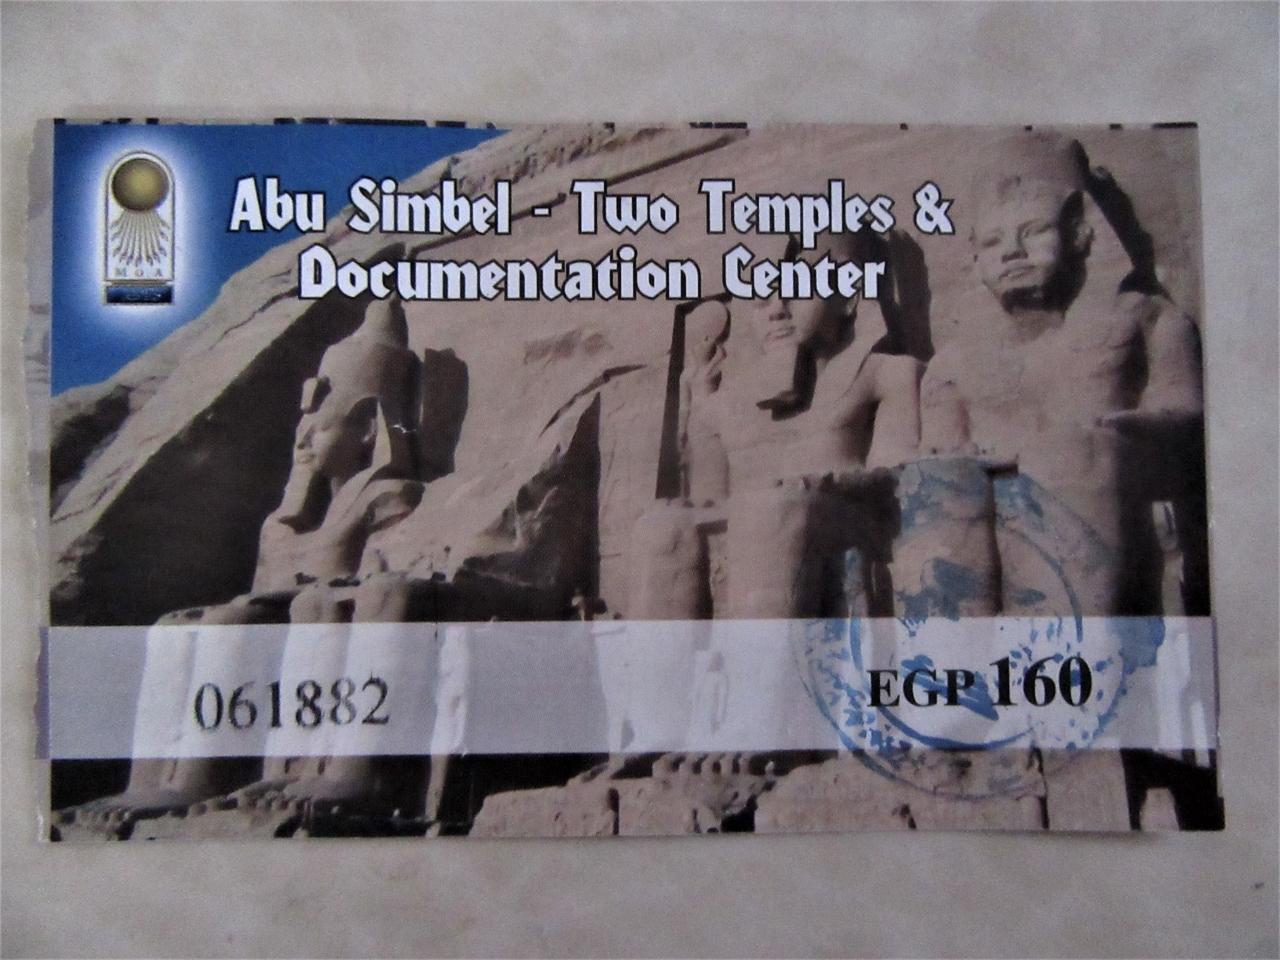 Abu Simbel - Two Temples &
Documentation Center
M O A
061882
EGP 160